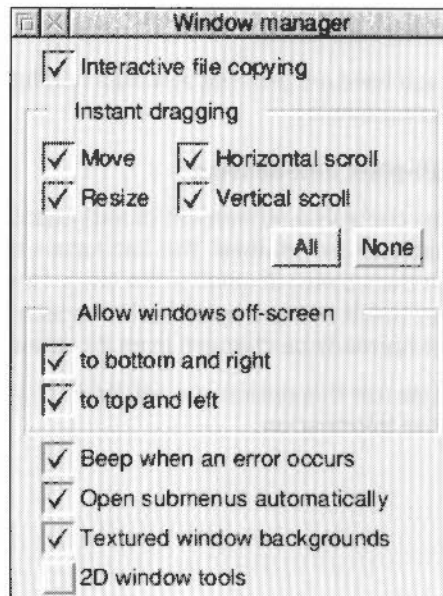 Window manager
Interactive file copying
Instant dragging
Move Horizontal scroll
Resize Vertical scroll
All None
Allow windows off-screen
to bottom and right
to top and left
Beep when an error occurs
Open submenus automatically
Textured window backgrounds
2D window tools